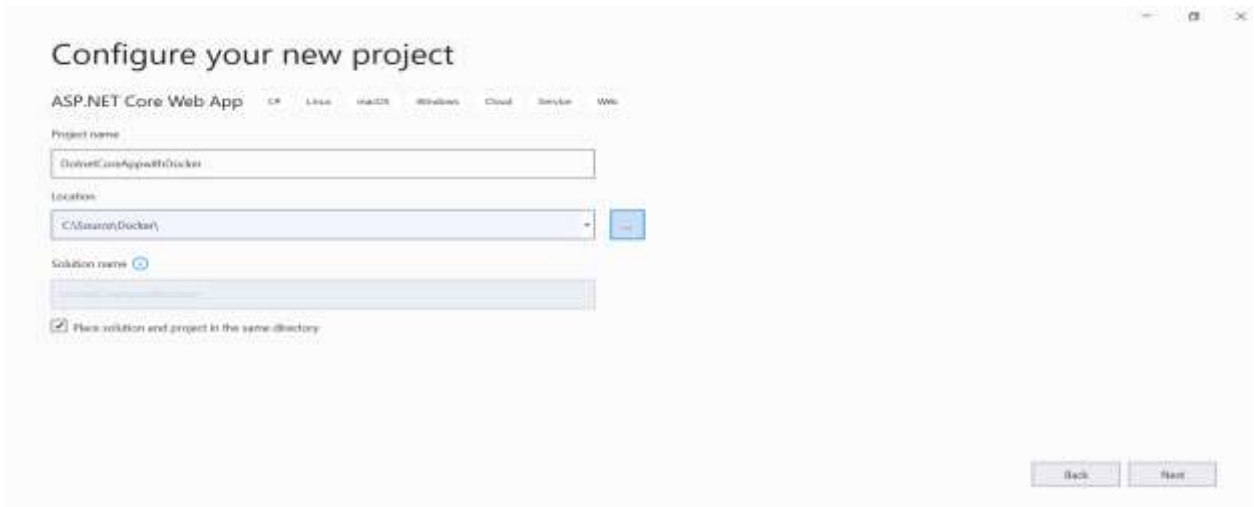 Configure your new project
ASP.NET Core Web App C# Linux macOS Windows Cloud Service Web
Project name
DotnetCoreAppwithDocker
Location
C:\Source\Docker\
...
Solution name
Place solution and project in the same directory
Back Next